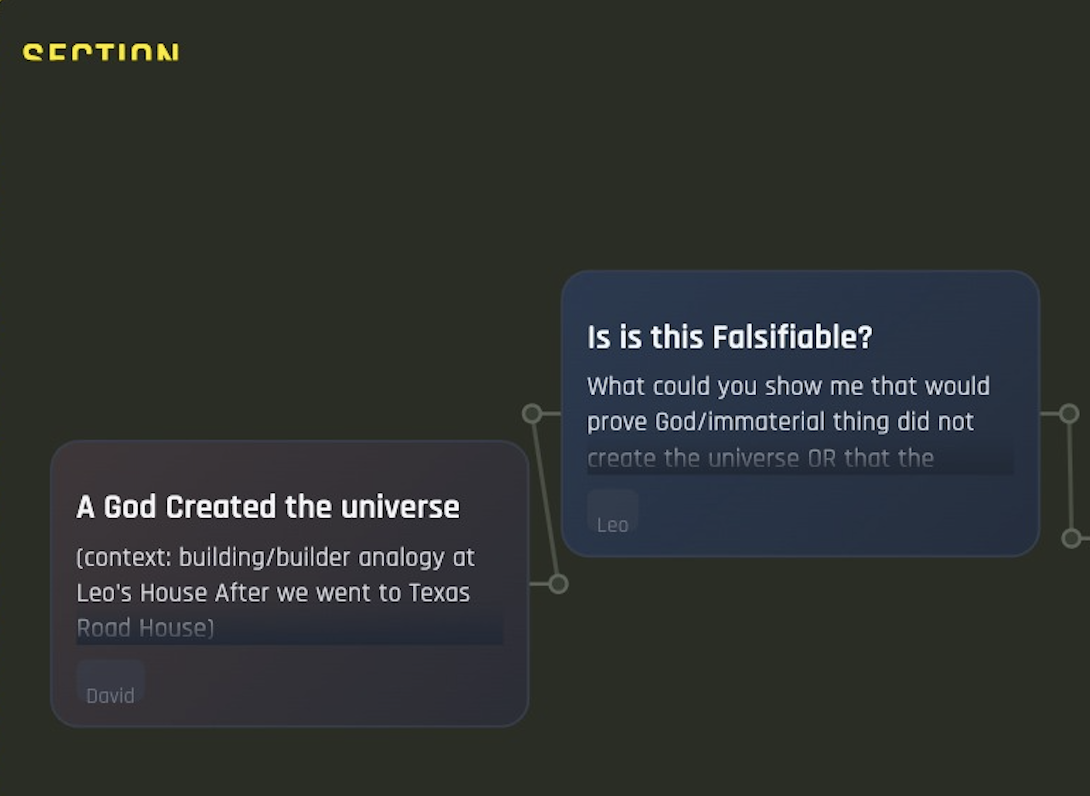 SECTION
A God Created the universe
(context: building/builder analogy at
Leo's House After we went to Texas
Road House)
David
Is is this Falsifiable?
What could you show me that would
prove God/immaterial thing did not
create the universe OR that the
Leo